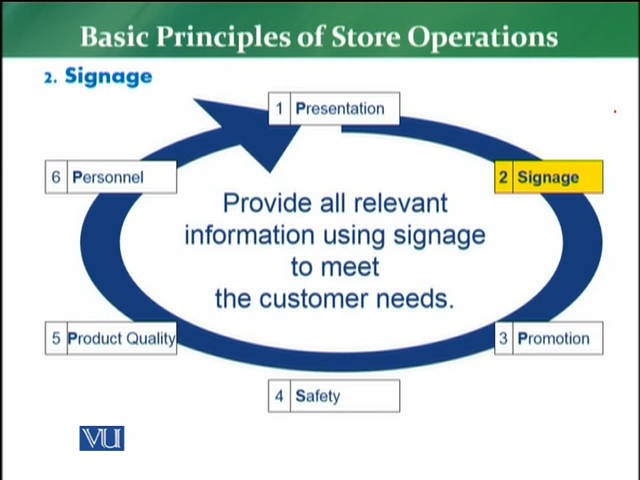 Basic Principles of Store Operations
2. Signage
1 Presentation
6 Personnel
2 Signage
Provide all relevant
information using signage
to meet
the customer needs.
5 Product Quality
3 Promotion
4 Safety
VU